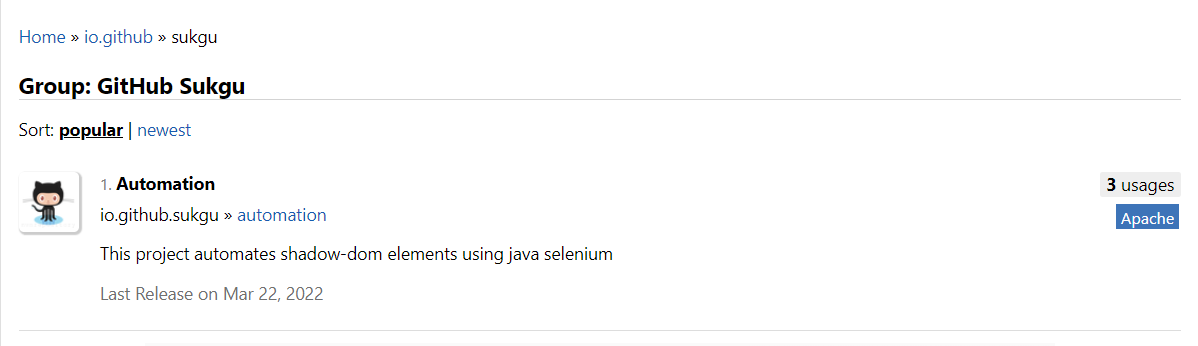 Home » io.github » sukgu
Group: GitHub Sukgu
Sort: popular | newest
1. Automation
3 usages
io.github.sukgu » automation
Apache
This project automates shadow-dom elements using java selenium
Last Release on Mar 22, 2022